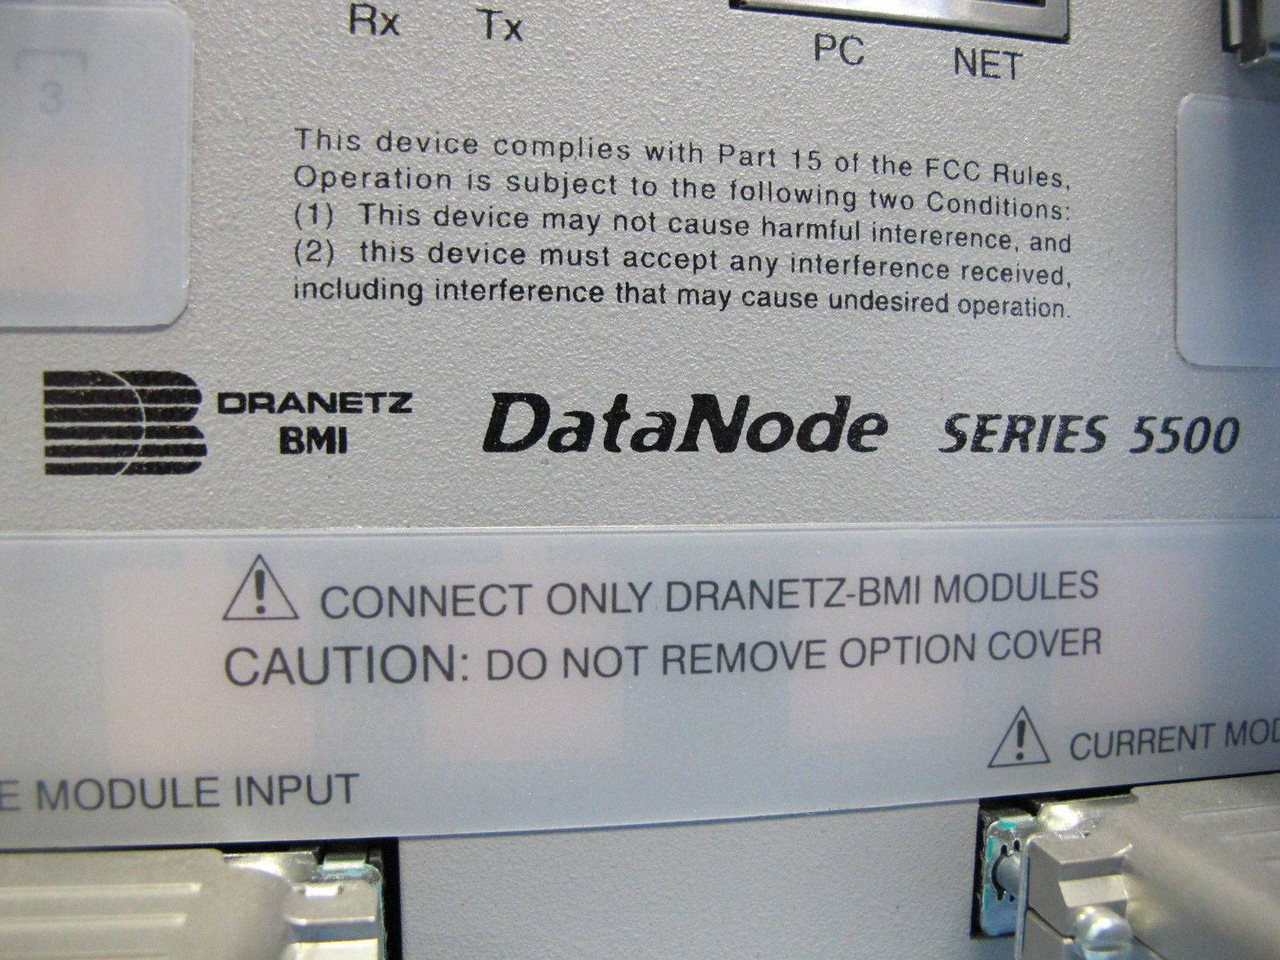 Rx Tx
PC NET
3
This device complies with Part 15 of the FCC Rules,
Operation is subject to the following two Conditions:
(1) This device may not cause harmful intererence, and
(2) this device must accept any interference received,
including interference that may cause undesired operation.
DRANETZ
BMI
DataNode SERIES 5500
CONNECT ONLY DRANETZ-BMI MODULES
CAUTION: DO NOT REMOVE OPTION COVER
CURRENT MOD
E MODULE INPUT